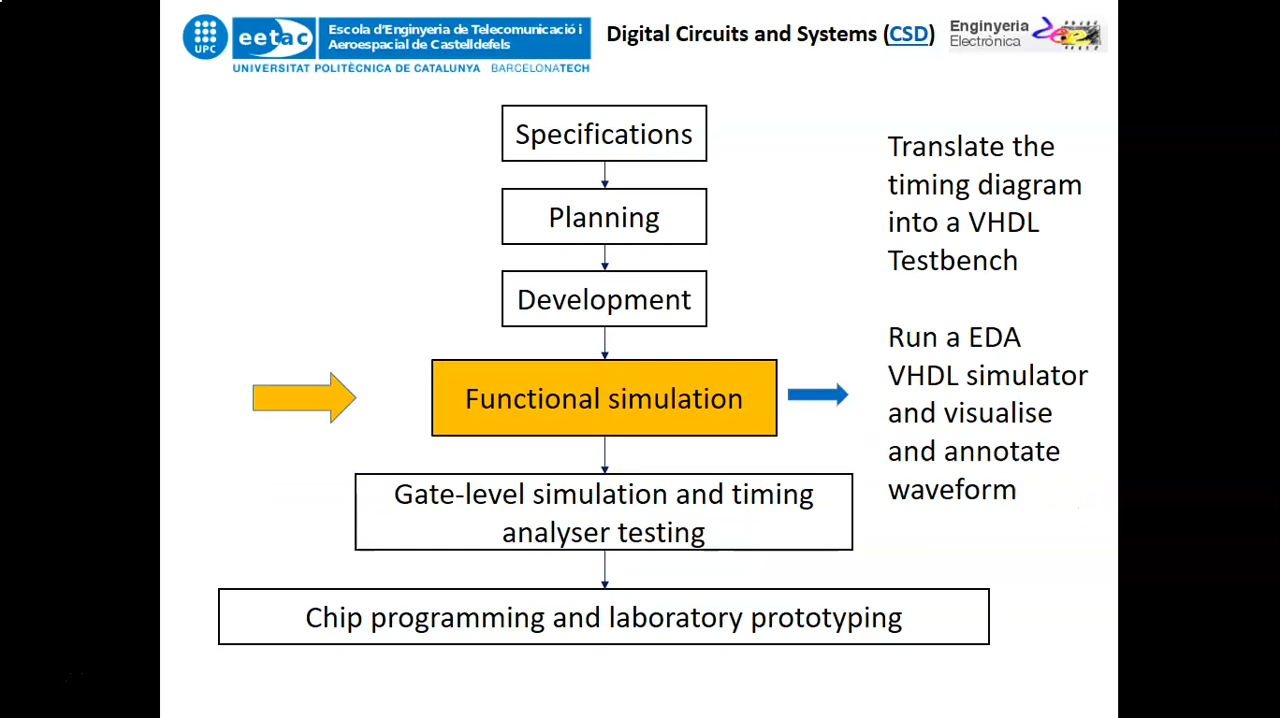 UPC
eetac
Escola d'Enginyeria de Telecomunicació i
Aeroespacial de Castelldefels
UNIVERSITAT POLITÈCNICA DE CATALUNYA BARCELONATECH
Digital Circuits and Systems (CSD)
Enginyeria
Electrònica
Specifications
Planning
Development
Functional simulation
Gate-level simulation and timing
analyser testing
Chip programming and laboratory prototyping
Translate the
timing diagram
into a VHDL
Testbench
Run a EDA
VHDL simulator
and visualise
and annotate
waveform